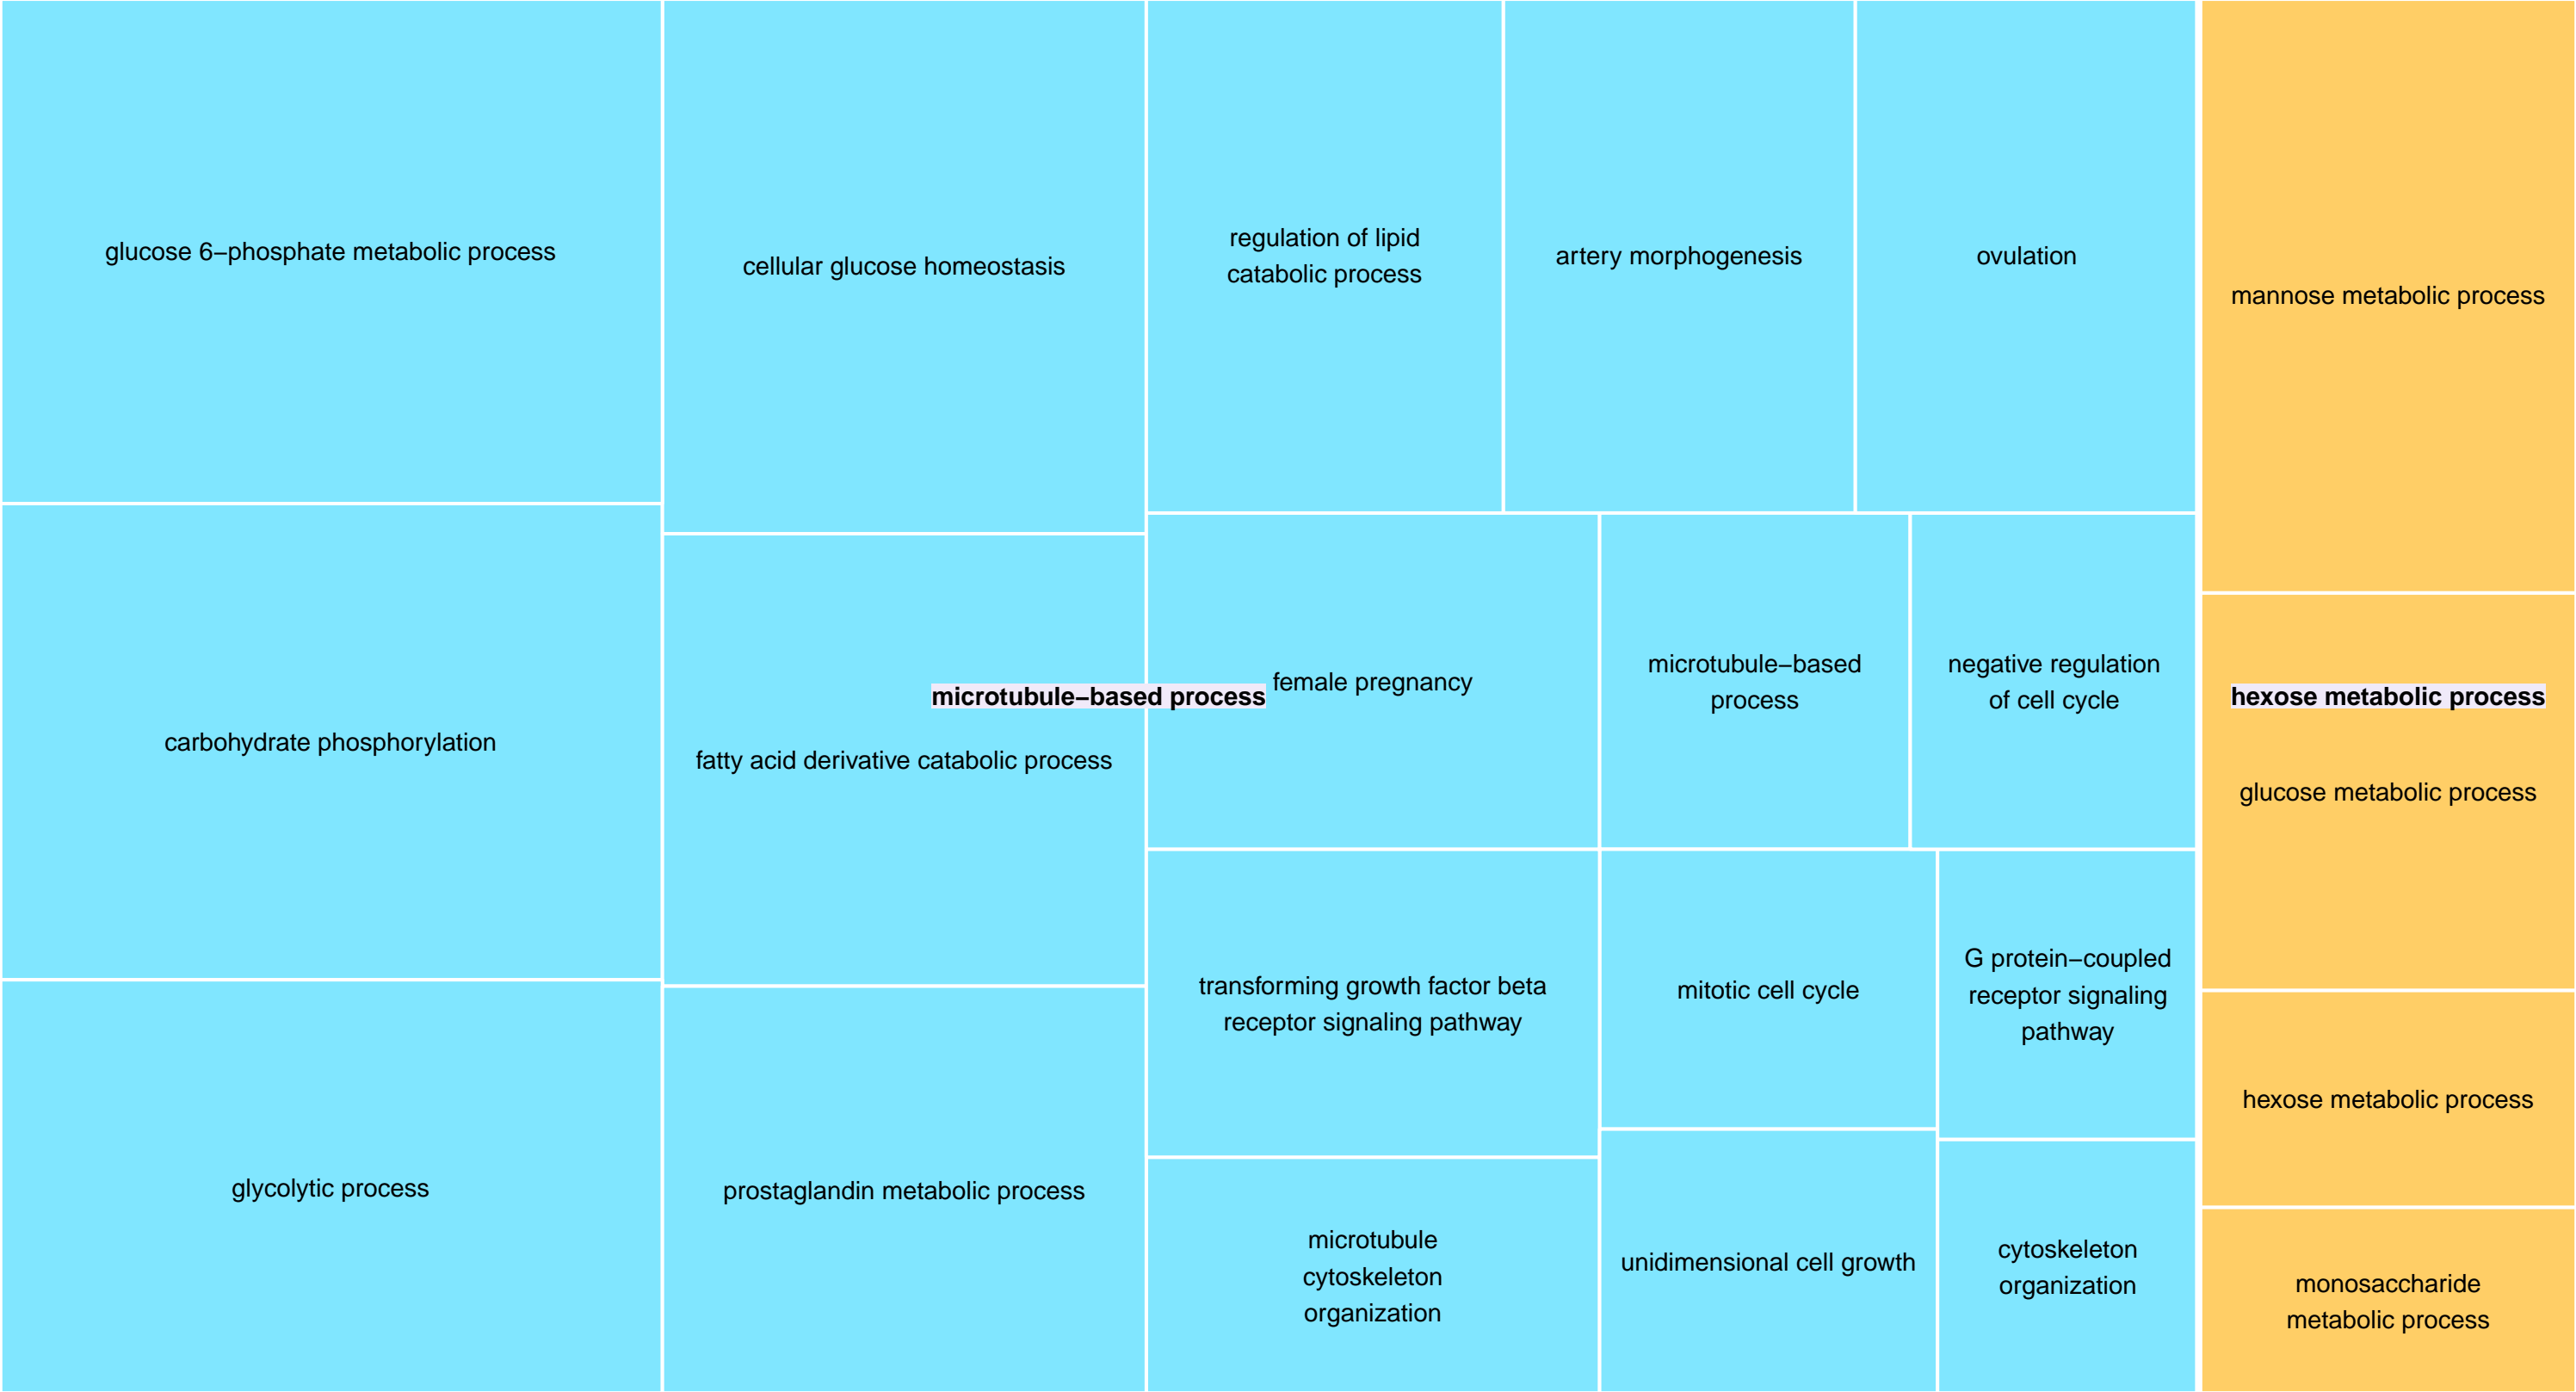 glucose 6−phosphate metabolic process
carbohydrate phosphorylation
glycolytic process
cellular glucose homeostasis
fatty acid derivative catabolic process
prostaglandin metabolic process
regulation of lipid
catabolic process
artery morphogenesis
ovulation
microtubule−based process
female pregnancy
microtubule−based
process
negative regulation
of cell cycle
transforming growth factor beta
receptor signaling pathway
mitotic cell cycle
G protein−coupled
receptor signaling
pathway
microtubule
cytoskeleton
organization
unidimensional cell growth
cytoskeleton
organization
mannose metabolic process
hexose metabolic process
glucose metabolic process
hexose metabolic process
monosaccharide
metabolic process